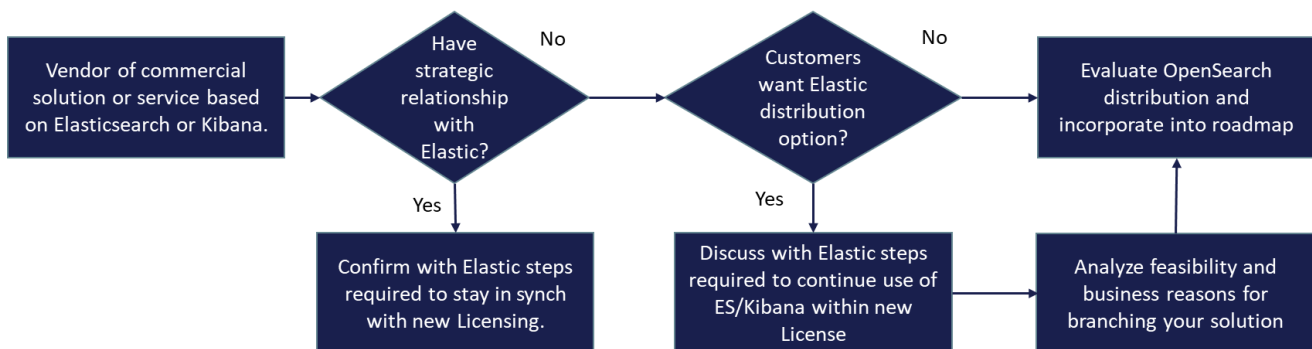 Vendor of commercial
solution or service based
on Elasticsearch or Kibana.
Have
strategic
relationship
with
Elastic?
No
Yes
Confirm with Elastic steps
required to stay in synch
with new Licensing.
Customers
want Elastic
distribution
option?
No
Yes
Discuss with Elastic steps
required to continue use of
ES/Kibana within new
License
Analyze feasibility and
business reasons for
branching your solution
Evaluate OpenSearch
distribution and
incorporate into roadmap